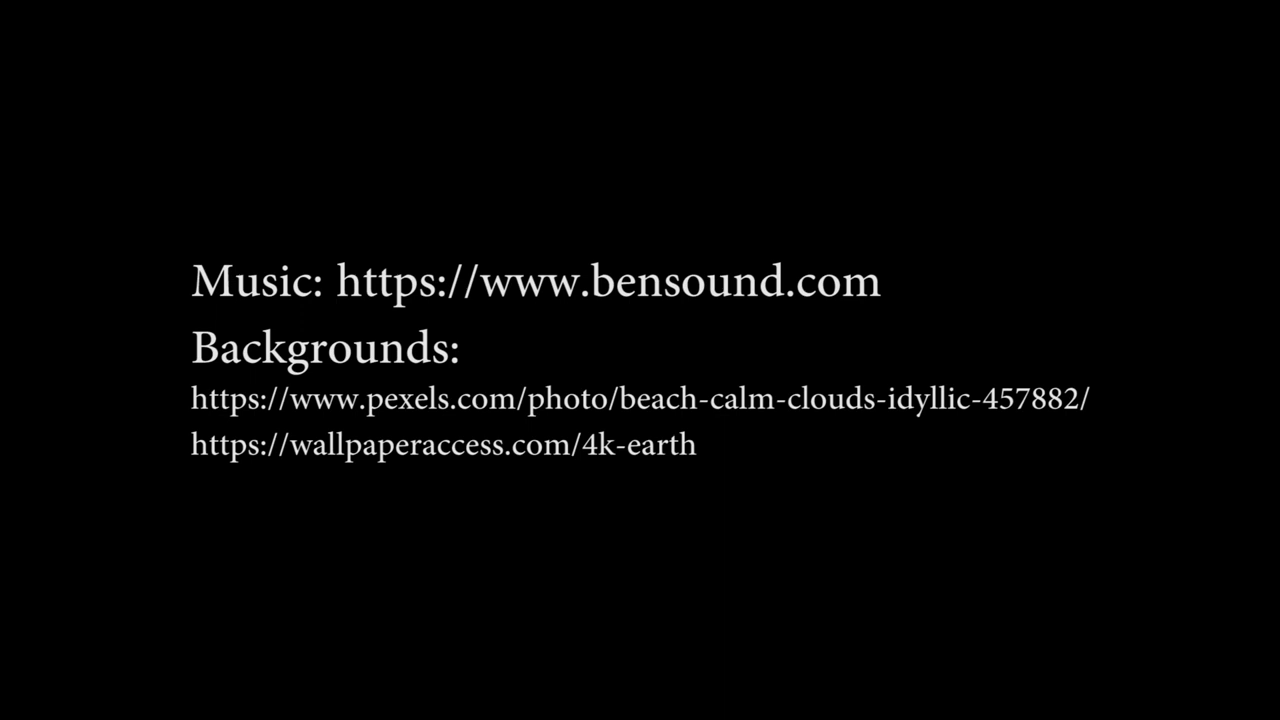 Music: https://www.bensound.com
Backgrounds:
https://www.pexels.com/photo/beach-calm-clouds-idyllic-457882/
https://wallpaperaccess.com/4k-earth